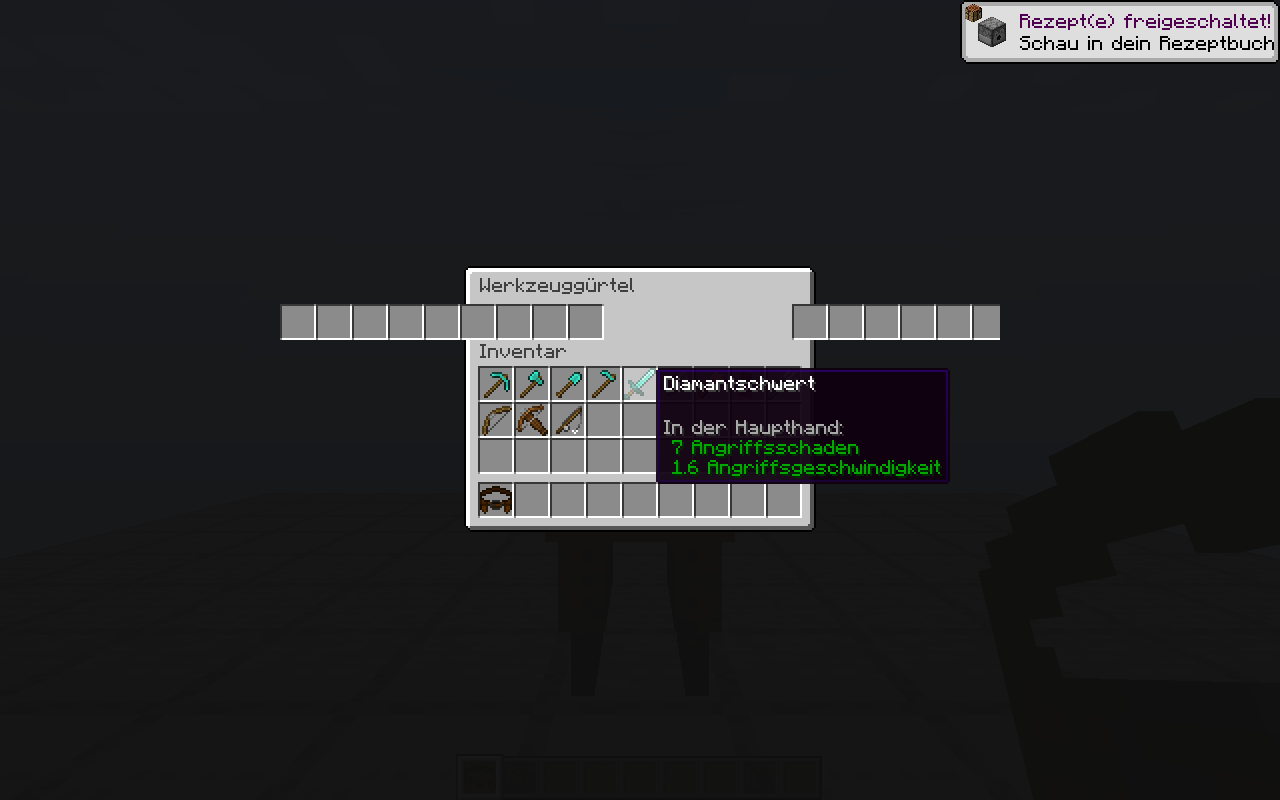 Rezept(e) freigeschaltet!
Schau in dein Rezeptbuch
Werkzeuggürtel
Inventar
Diamantschwert
In der Haupthand:
7 Angriffsschaden
1.6 Angriffsgeschwindigkeit